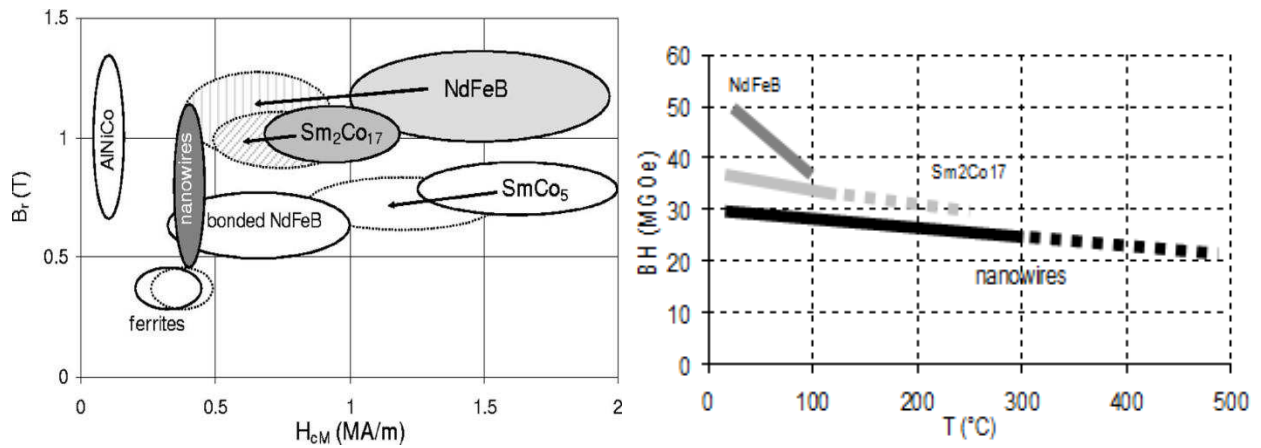 1.5
1
0.5
0
B_r (T)
AlNiCo
nanowires
NdFeB
Sm₂Co₁₇
SmCo₅
bonded NdFeB
ferrites
0
0.5
1
1.5
2
H_cM (MA/m)
60
50
40
30
20
10
0
BH (MGOe)
NdFeB
Sm2Co17
nanowires
0
100
200
300
400
500
T (°C)